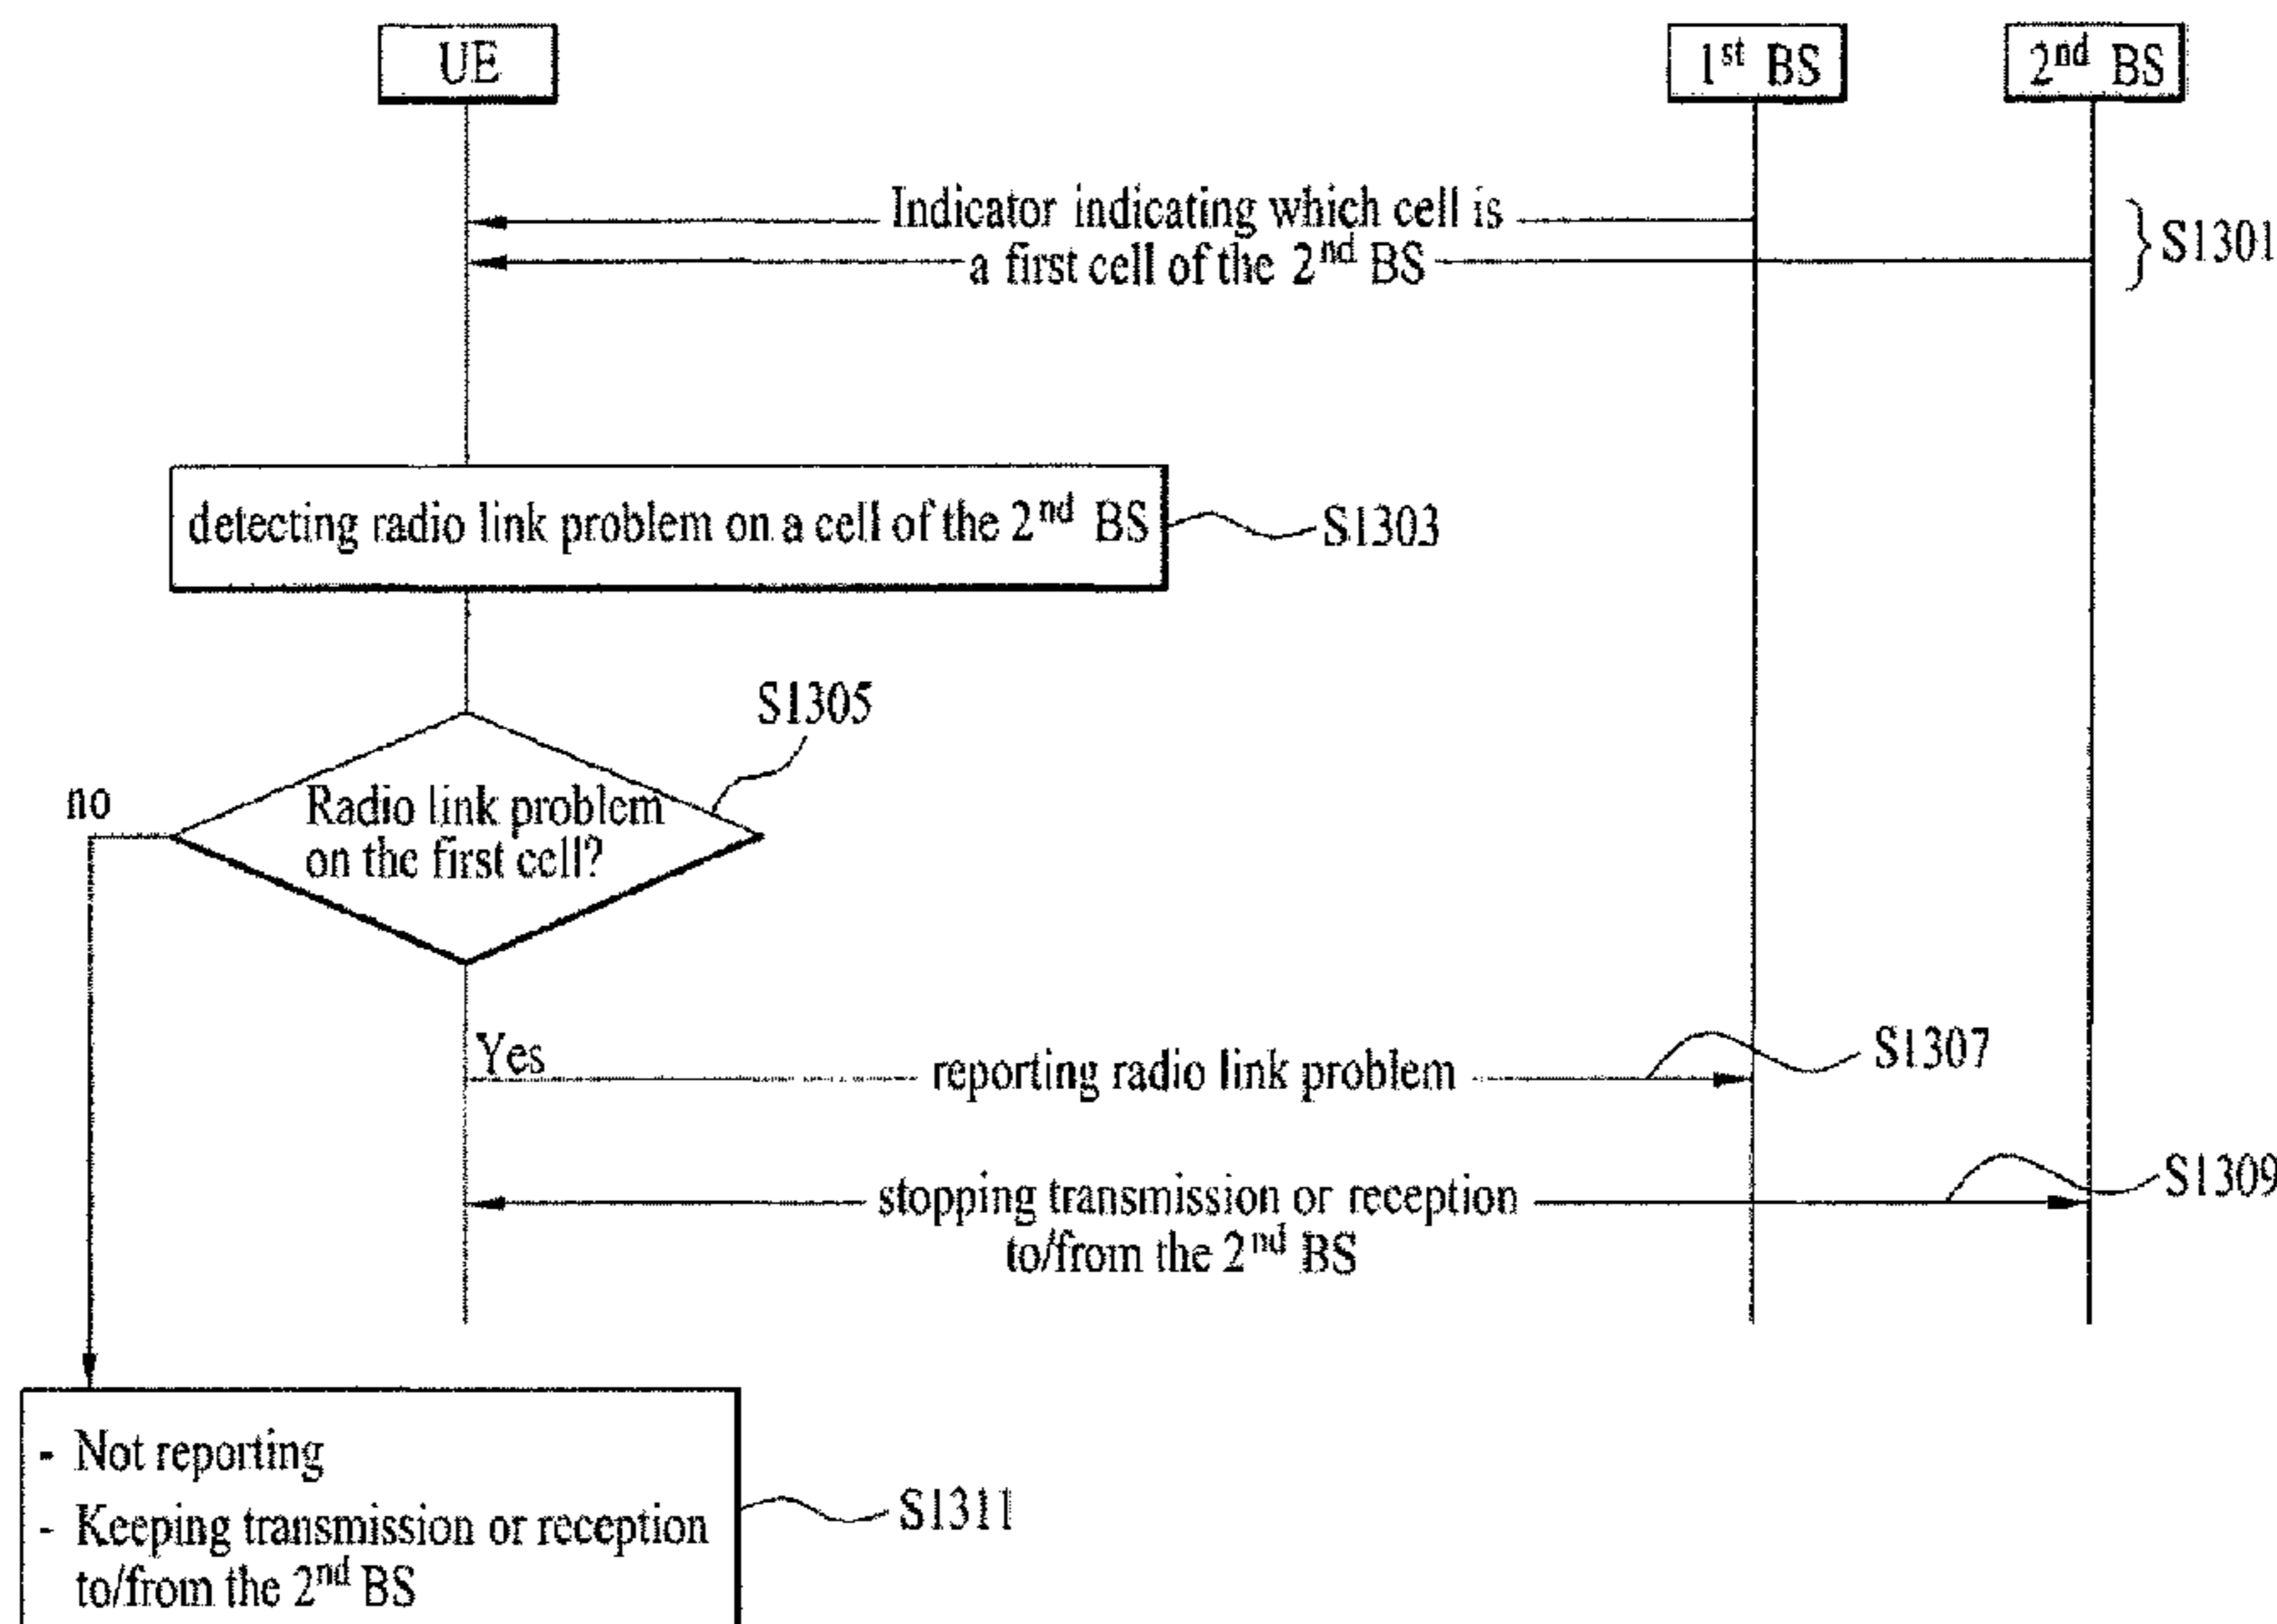 UE
1st BS
2nd BS
Indicator indicating which cell is
a first cell of the 2nd BS
S1301
detecting radio link problem on a cell of the 2nd BS
S1303
S1305
no
Radio link problem
on the first cell?
Yes
reporting radio link problem
S1307
stopping transmission or reception
to/from the 2nd BS
S1309
- Not reporting
- Keeping transmission or reception
to/from the 2nd BS
S1311